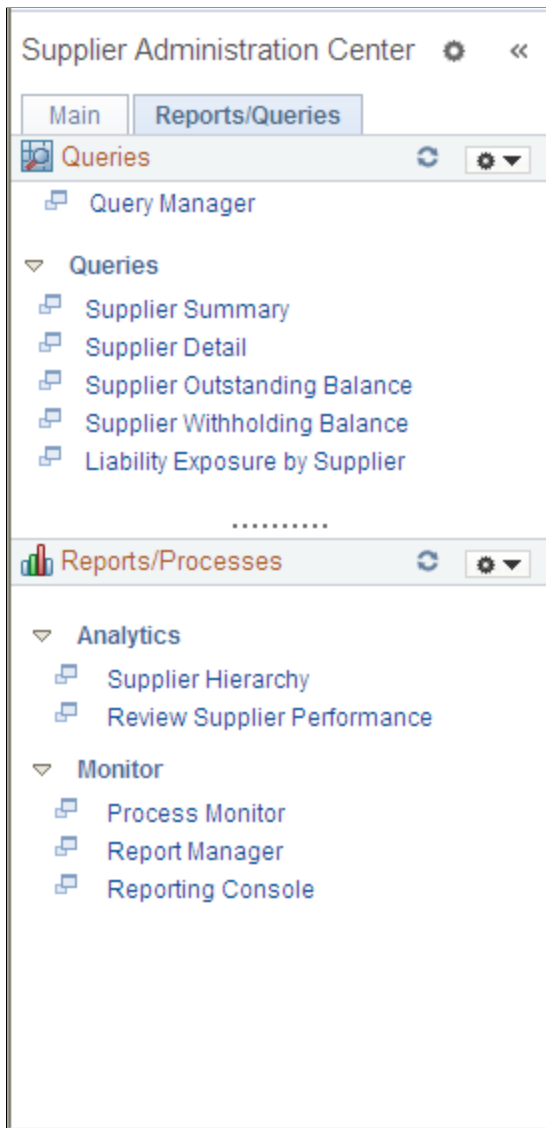 Supplier Administration Center
Main Reports/Queries
Queries
Query Manager
Queries
Supplier Summary
Supplier Detail
Supplier Outstanding Balance
Supplier Withholding Balance
Liability Exposure by Supplier
Reports/Processes
Analytics
Supplier Hierarchy
Review Supplier Performance
Monitor
Process Monitor
Report Manager
Reporting Console